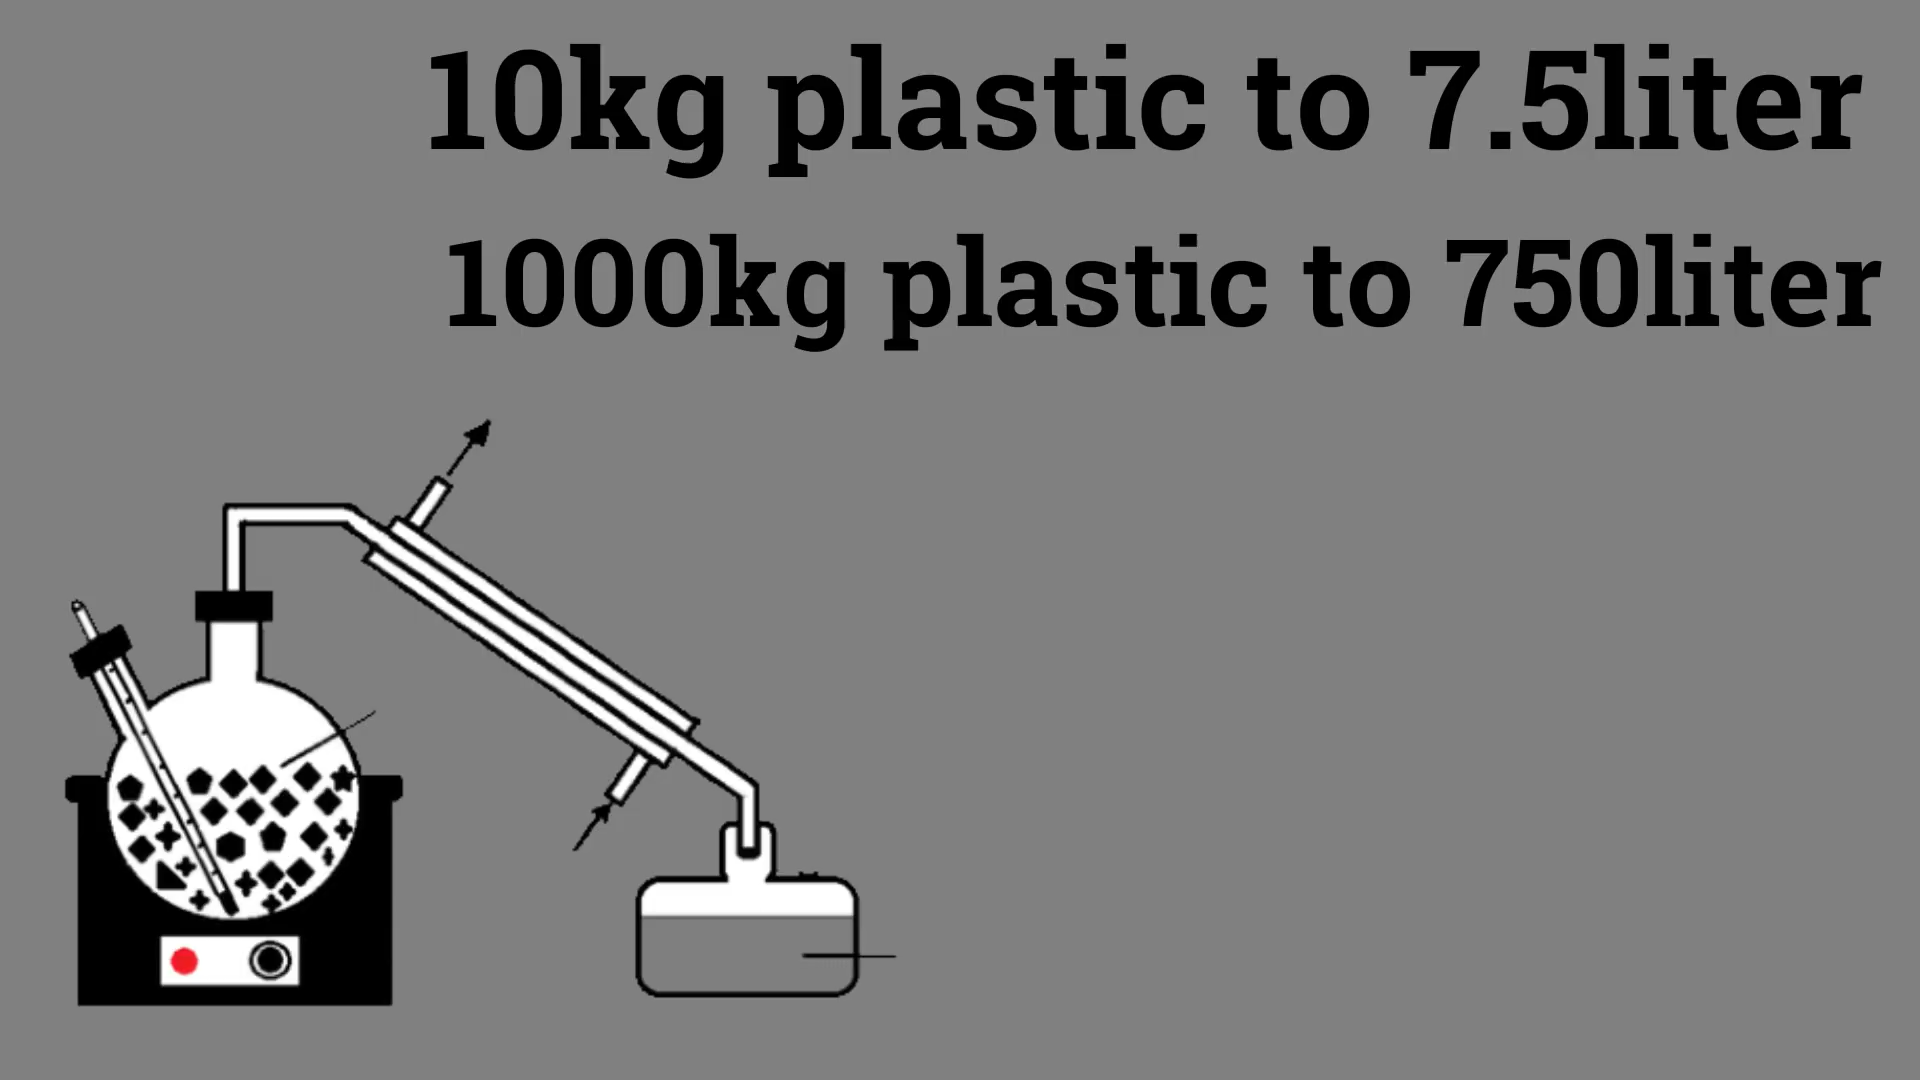 10kg plastic to 7.5liter
1000kg plastic to 750liter